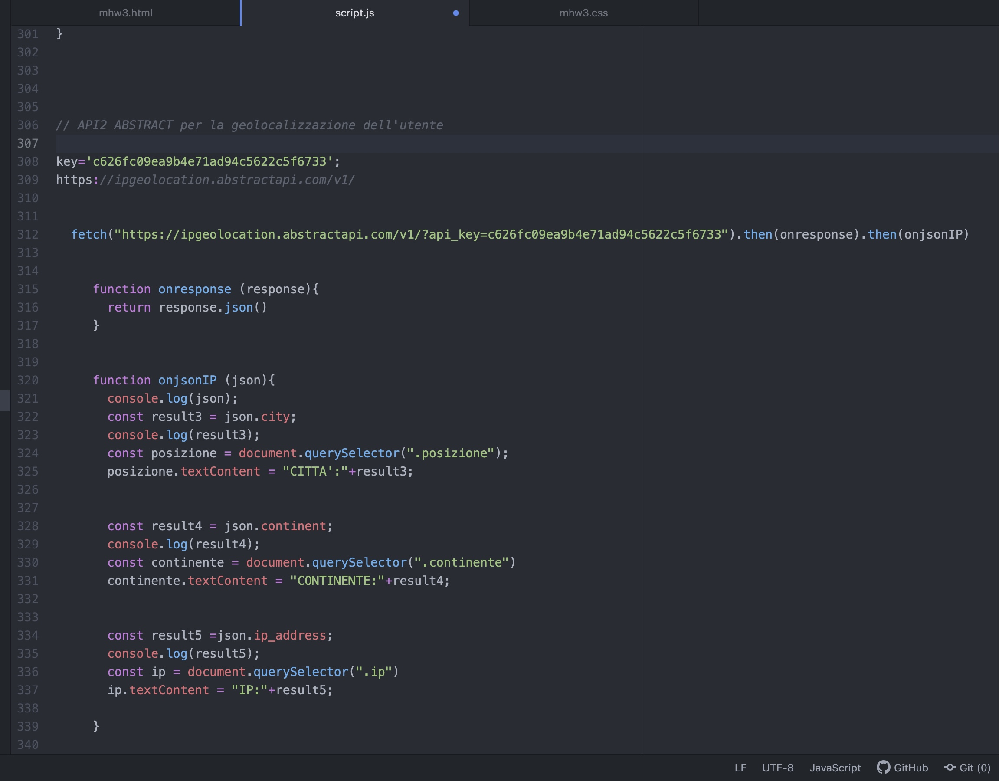 mhw3.html script.js mhw3.css
301 }
302
303
304
305
306 // API2 ABSTRACT per la geolocalizzazione dell'utente
307
308 key='c626fc09ea9b4e71ad94c5622c5f6733';
309 https://ipgeolocation.abstractapi.com/v1/
310
311
312 fetch("https://ipgeolocation.abstractapi.com/v1/?api_key=c626fc09ea9b4e71ad94c5622c5f6733").then(onresponse).then(onjsonIP)
313
314
315 function onresponse (response){
316 return response.json()
317 }
318
319
320 function onjsonIP (json){
321 console.log(json);
322 const result3 = json.city;
323 console.log(result3);
324 const posizione = document.querySelector(".posizione");
325 posizione.textContent = "CITTA':"+result3;
326
327
328 const result4 = json.continent;
329 console.log(result4);
330 const continente = document.querySelector(".continente")
331 continente.textContent = "CONTINENTE:"+result4;
332
333
334 const result5 =json.ip_address;
335 console.log(result5);
336 const ip = document.querySelector(".ip")
337 ip.textContent = "IP:"+result5;
338
339 }
340
LF UTF-8 JavaScript GitHub Git (0)